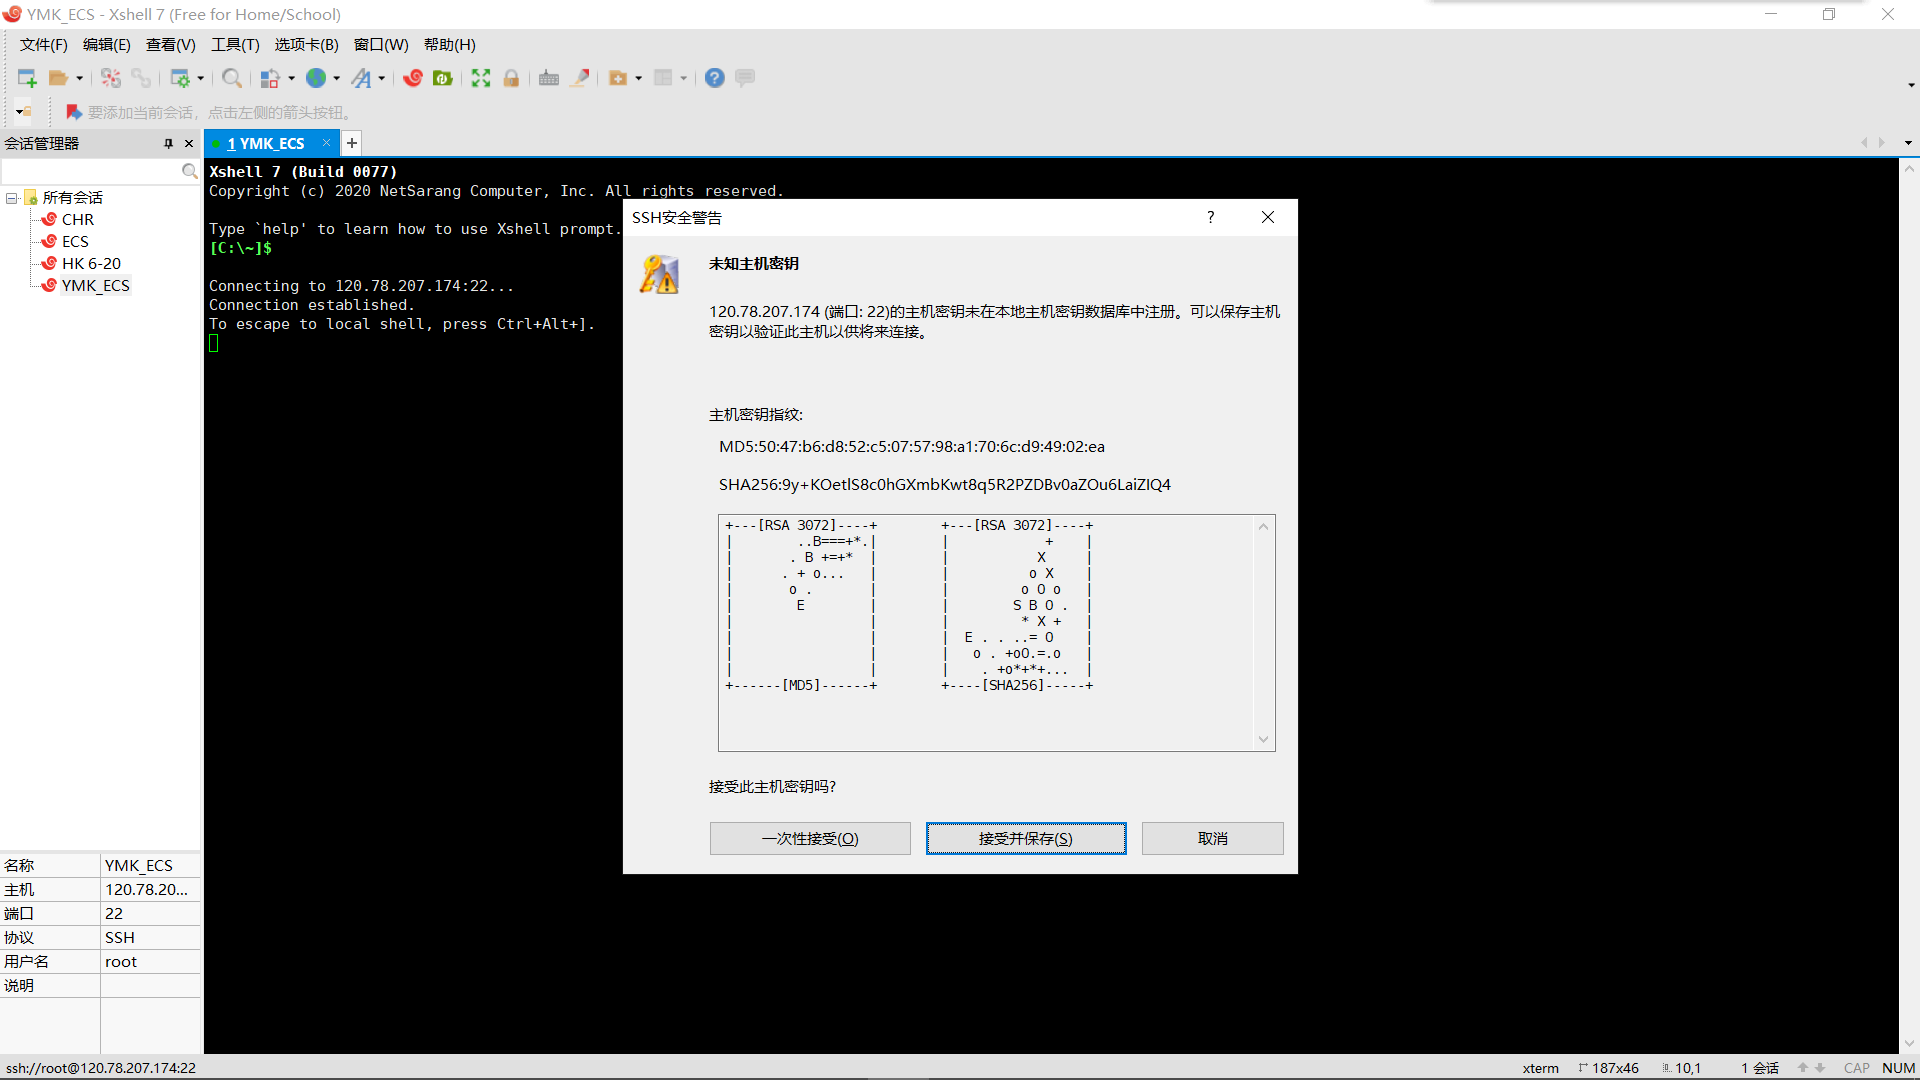 YMK_ECS - Xshell 7 (Free for Home/School)
文件(F) 编辑(E) 查看(V) 工具(T) 选项卡(B) 窗口(W) 帮助(H)
要添加当前会话，点击左侧的箭头按钮。
会话管理器
1 YMK_ECS
所有会话
CHR
ECS
HK 6-20
YMK_ECS
Xshell 7 (Build 0077)
Copyright (c) 2020 NetSarang Computer, Inc. All rights reserved.
Type `help' to learn how to use Xshell prompt.
[C:\~]$
Connecting to 120.78.207.174:22...
Connection established.
To escape to local shell, press Ctrl+Alt+].
SSH安全警告
未知主机密钥
120.78.207.174 (端口: 22)的主机密钥未在本地主机密钥数据库中注册。可以保存主机
密钥以验证此主机以供将来连接。
主机密钥指纹:
MD5:50:47:b6:d8:52:c5:07:57:98:a1:70:6c:d9:49:02:ea
SHA256:9y+KOetlS8c0hGXmbKwt8q5R2PZDBv0aZOu6LaiZIQ4
+---[RSA 3072]----+        +---[RSA 3072]----+
|        ..B===+*.|        |            +    |
|       . B +=+*  |        |           X     |
|      . + o...   |        |          o X    |
|       o .       |        |         o O o   |
|        E        |        |        S B O .  |
|                 |        |         * X +   |
|                 |        |  E . . ..= O    |
|                 |        |   o . +oO.=.o   |
|                 |        |    . +o*+*+...  |
+------[MD5]------+        +----[SHA256]-----+
接受此主机密钥吗?
一次性接受(O) 接受并保存(S) 取消
名称 YMK_ECS
主机 120.78.20...
端口 22
协议 SSH
用户名 root
说明
ssh://root@120.78.207.174:22 xterm 187x46 10,1 1 会话 CAP NUM